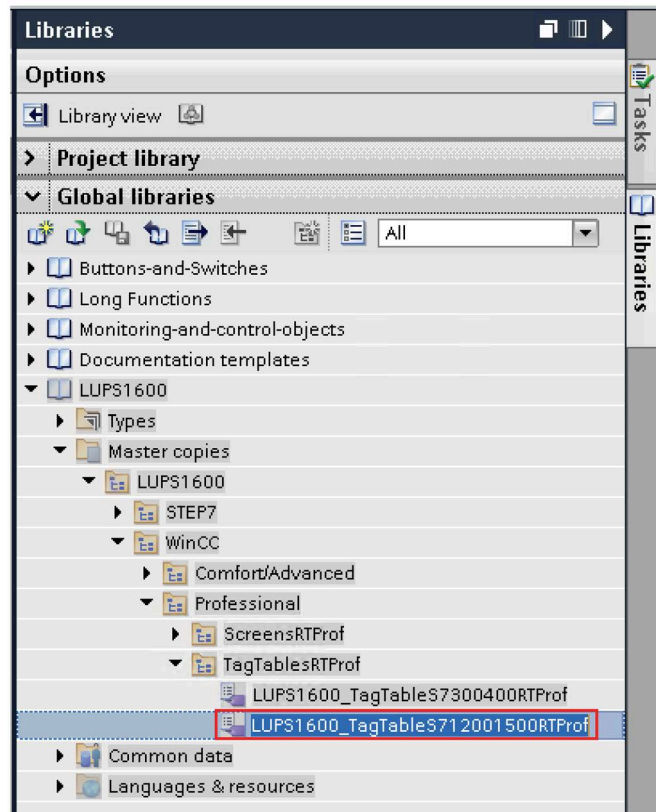 Libraries
Options
Library view
Project library
Global libraries
All
Buttons-and-Switches
Long Functions
Monitoring-and-control-objects
Documentation templates
LUPS1600
Types
Master copies
LUPS1600
STEP7
WinCC
Comfort/Advanced
Professional
ScreensRTProf
TagTablesRTProf
LUPS1600_TagTableS7300400RTProf
LUPS1600_TagTableS712001500RTProf
Common data
Languages & resources
Tasks
Libraries